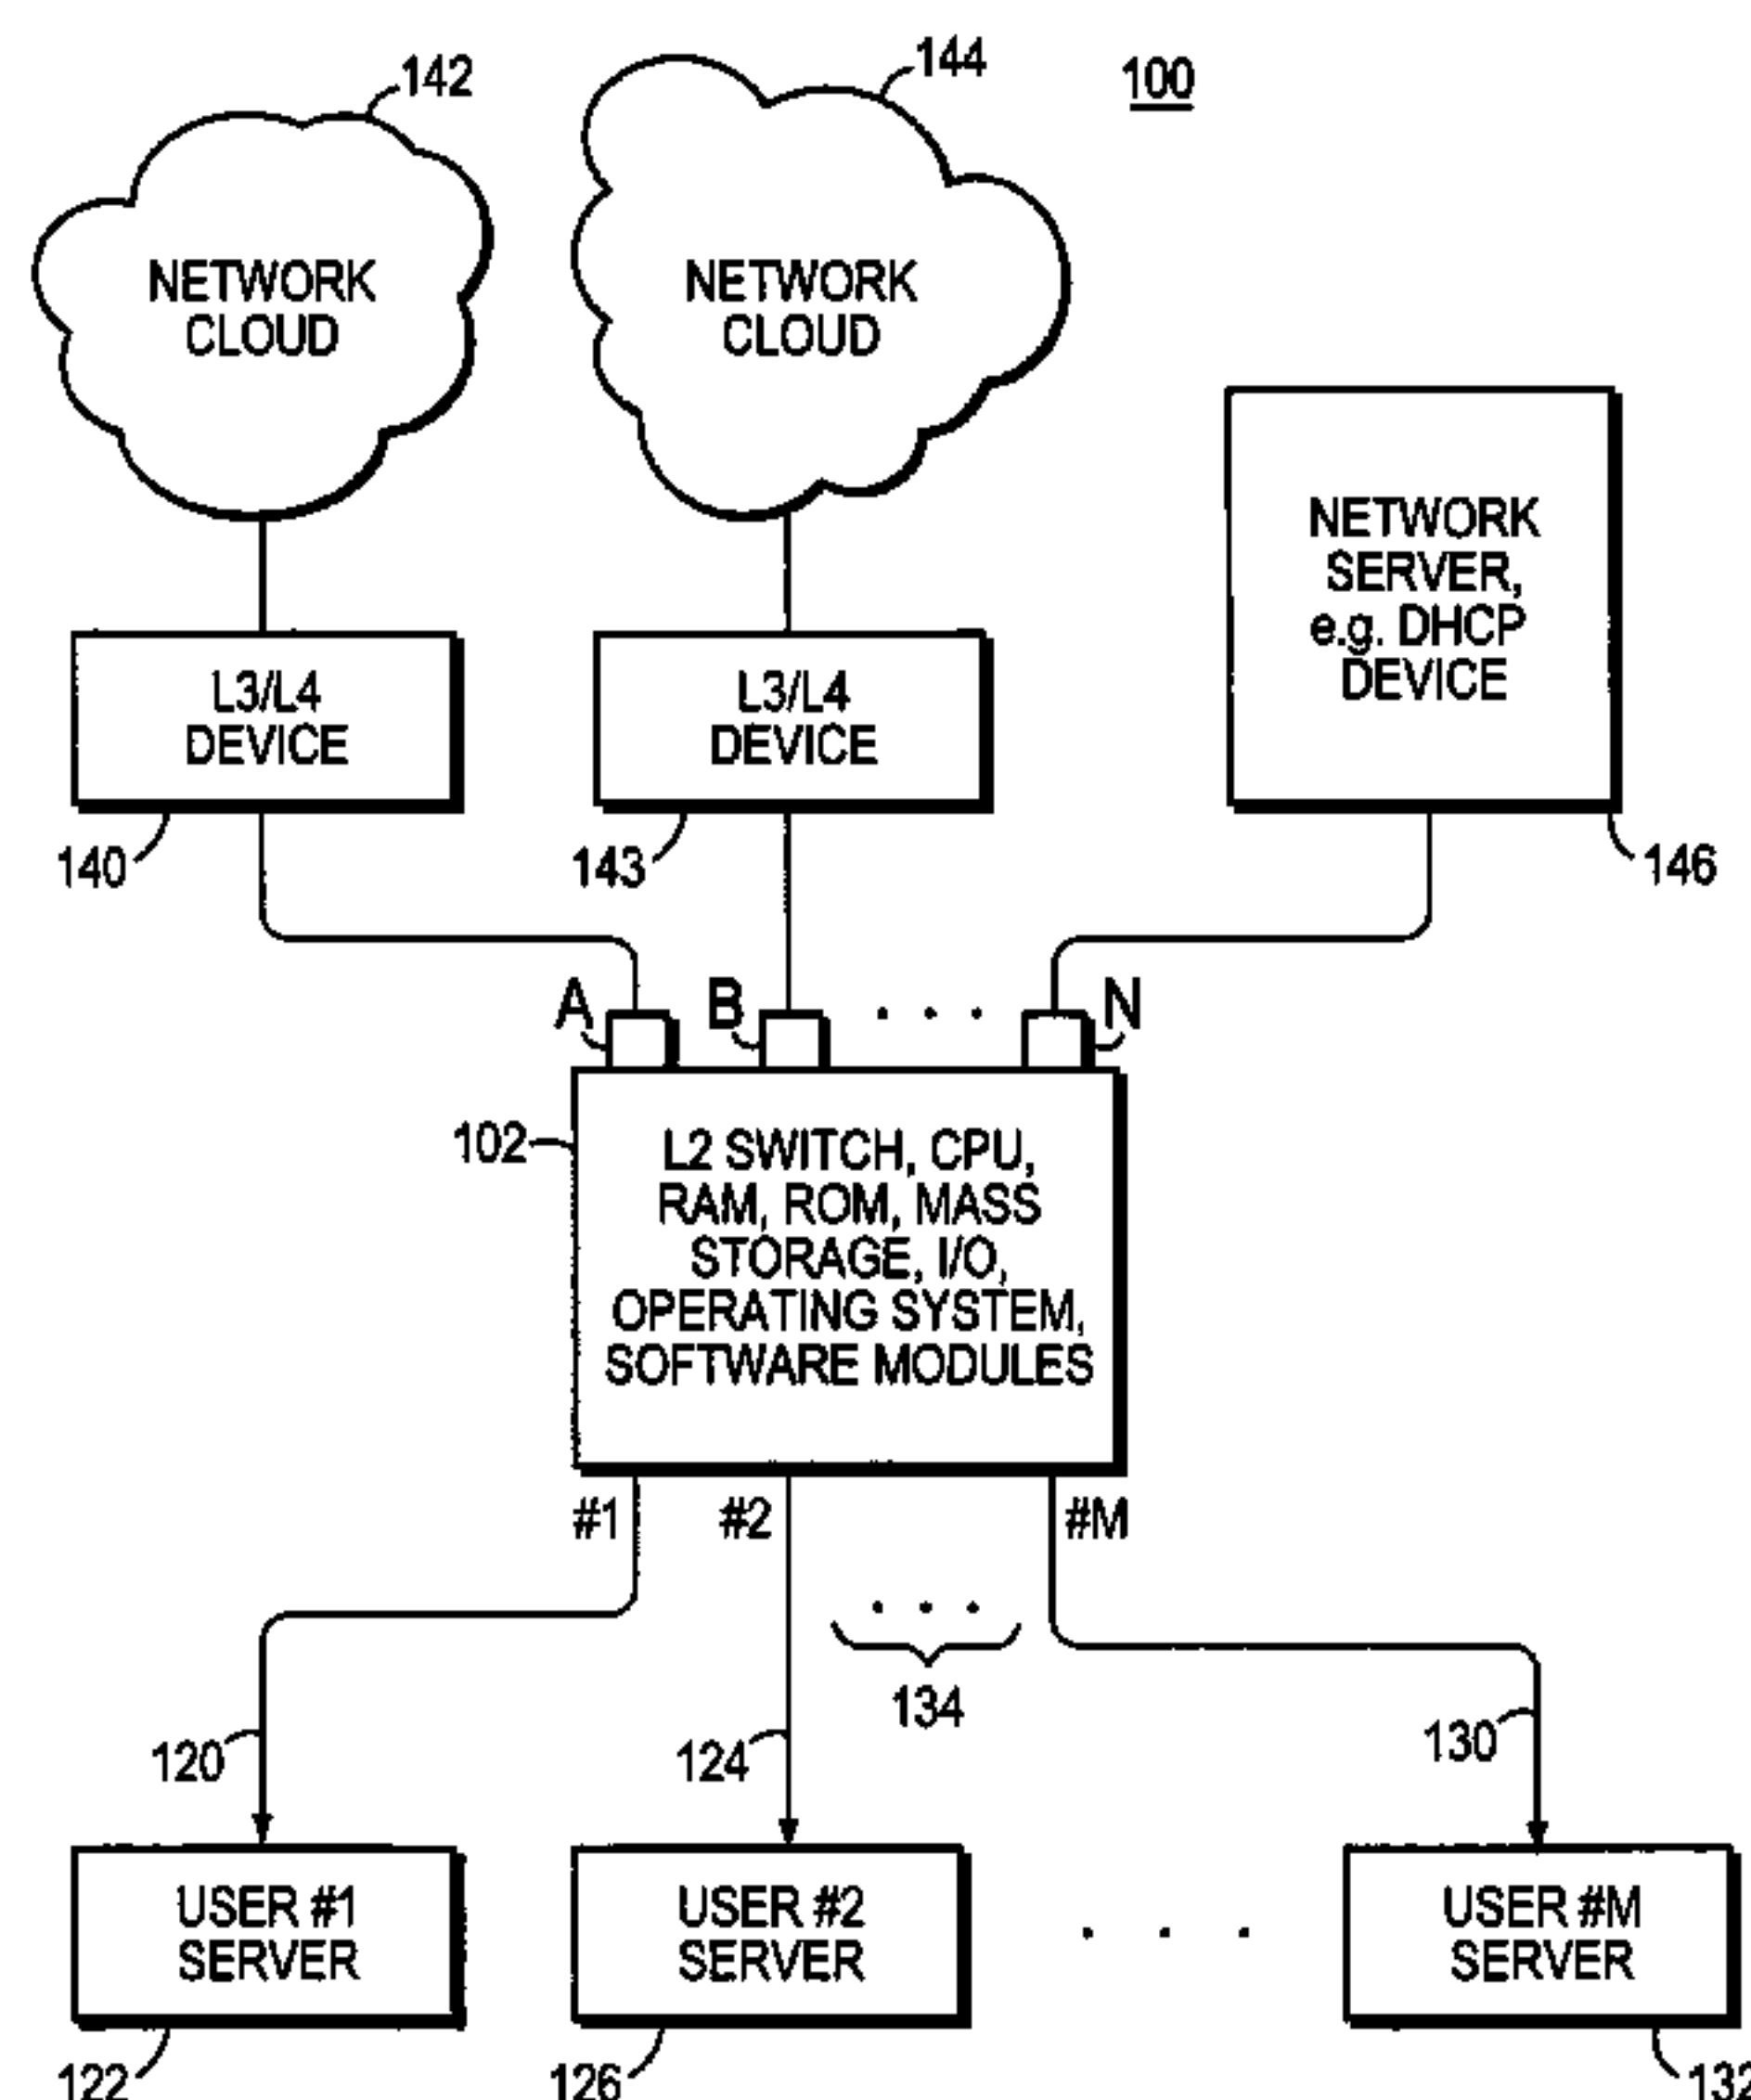 142
144
100
NETWORK
CLOUD
NETWORK
CLOUD
NETWORK
SERVER,
e.g. DHCP
DEVICE
L3/L4
DEVICE
L3/L4
DEVICE
140
143
146
A
B
. . .
N
102
L2 SWITCH, CPU,
RAM, ROM, MASS
STORAGE, I/O,
OPERATING SYSTEM,
SOFTWARE MODULES
#1
#2
#M
. . .
134
120
124
130
USER #1
SERVER
USER #2
SERVER
. . .
USER #M
SERVER
122
126
132